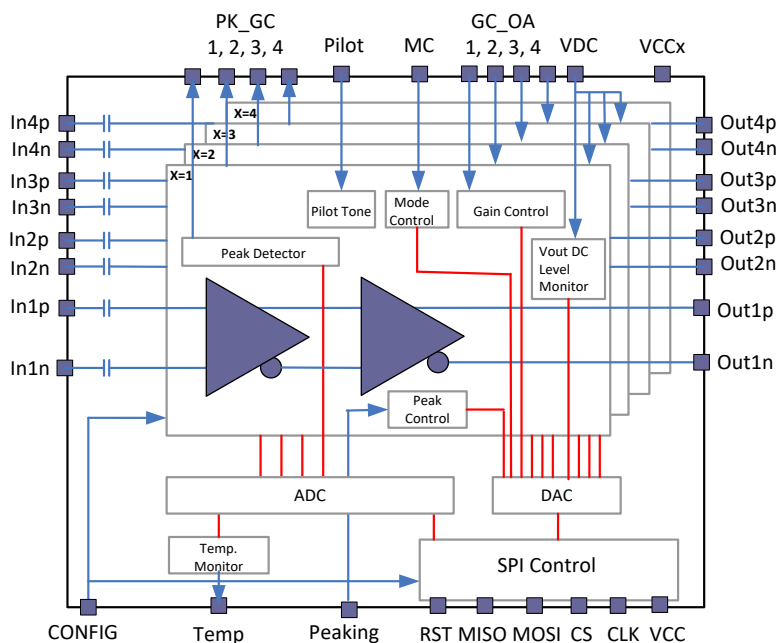 PK_GC
1, 2, 3, 4
Pilot
MC
GC_OA
1, 2, 3, 4
VDC
VCCx
In4p
In4n
In3p
In3n
In2p
In2n
In1p
In1n
X=4
X=3
X=2
X=1
Pilot Tone
Mode
Control
Gain Control
Peak Detector
Vout DC
Level
Monitor
Peak
Control
Out4p
Out4n
Out3p
Out3n
Out2p
Out2n
Out1p
Out1n
ADC
DAC
Temp.
Monitor
SPI Control
CONFIG
Temp
Peaking
RST
MISO
MOSI
CS
CLK
VCC